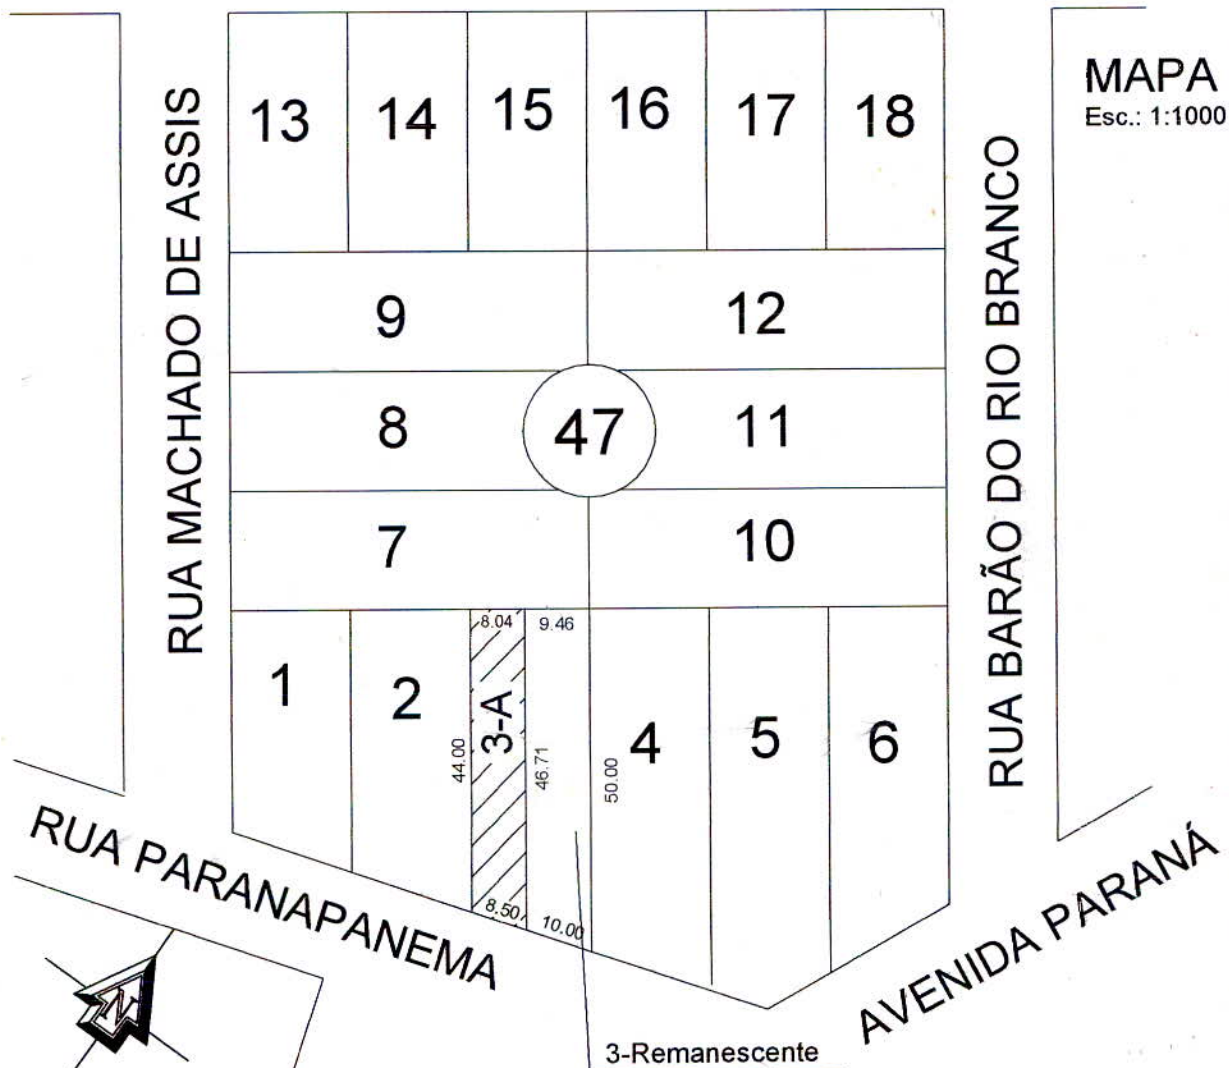 MAPA
Esc.: 1:1000
13 14 15 16 17 18
RUA MACHADO DE ASSIS
RUA BARÃO DO RIO BRANCO
9 12
8 47 11
7 10
8.04 9.46
1 2 3-A 4 5 6
44.00 46.71 50.00
8.50 10.00
RUA PARANAPANEMA
AVENIDA PARANÁ
N
3-Remanescente